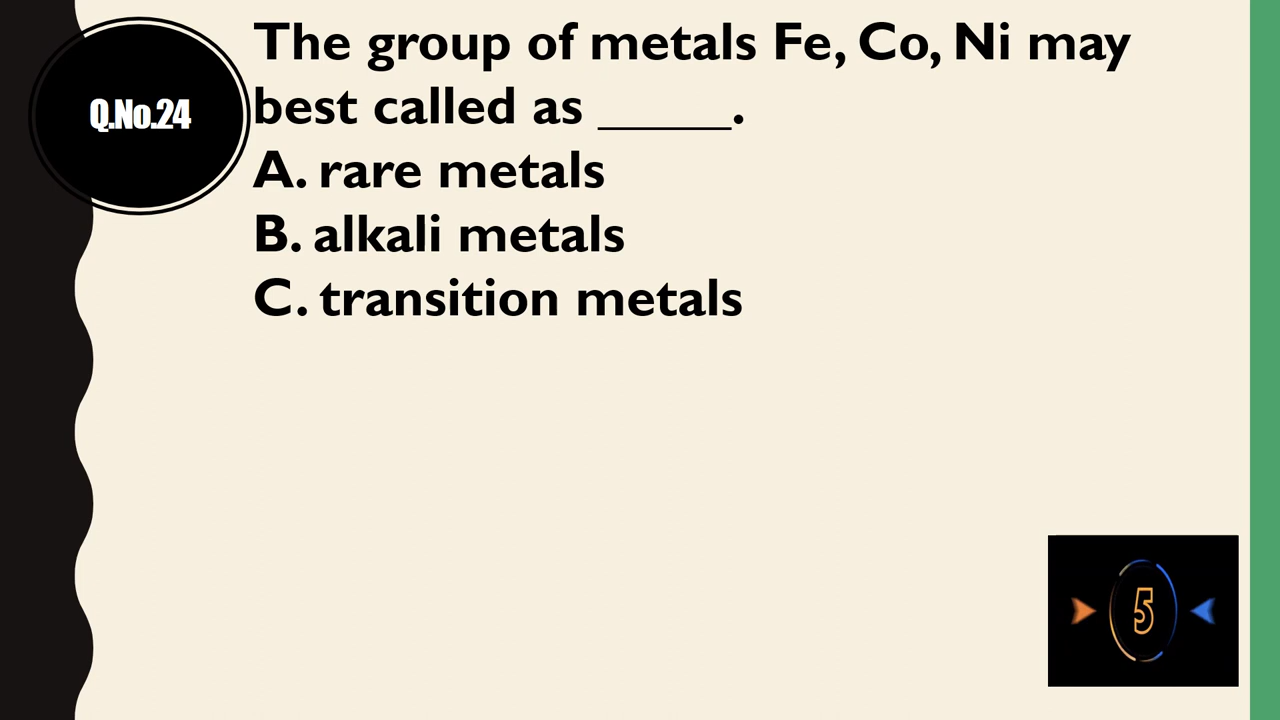 Q.No.24
The group of metals Fe, Co, Ni may
best called as _____.
A. rare metals
B. alkali metals
C. transition metals
5